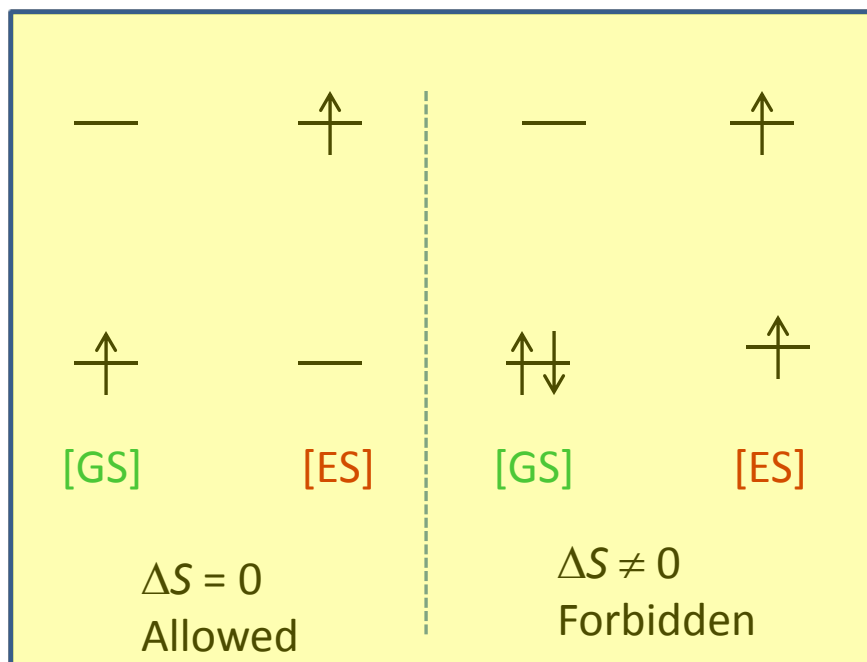 [GS]
[ES]
ΔS = 0
Allowed
[GS]
[ES]
ΔS ≠ 0
Forbidden